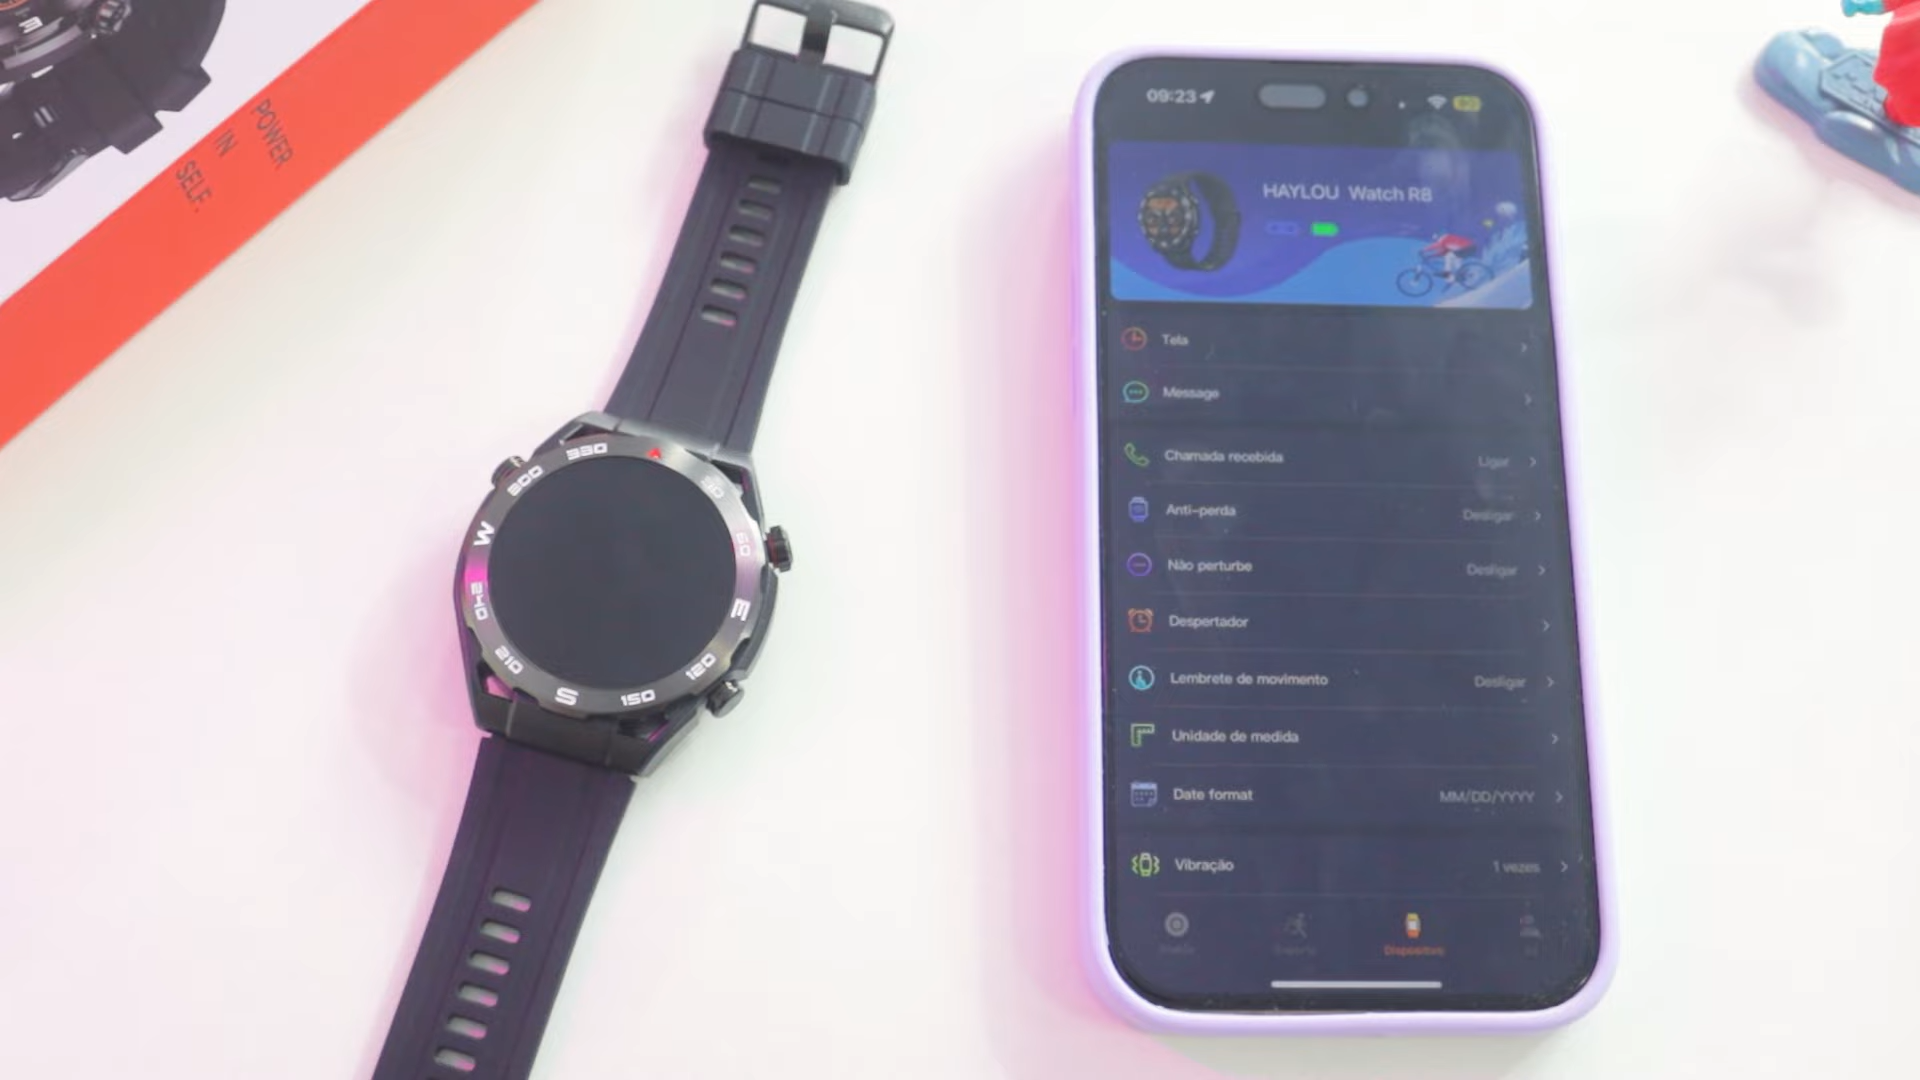 POWER
IN
SELF.
330
300
W
240
210
S
150
120
E
60
30
09:23
HAYLOU Watch R8
Tela
Message
Chamada recebida Ligar
Anti-perda Desligar
Não perturbe Desligar
Despertador
Lembrete de movimento Desligar
Unidade de medida
Date format MM/DD/YYYY
Vibração 1 vezes
Dispositivo